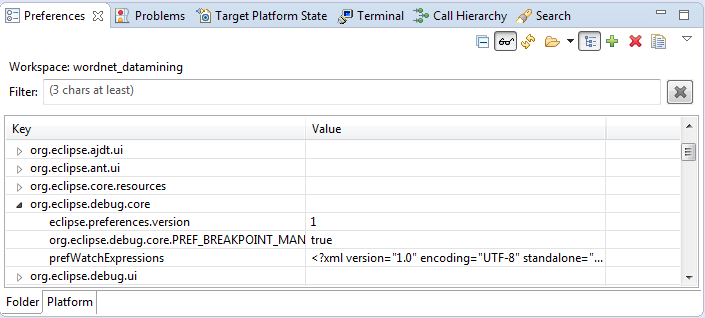 Preferences Problems Target Platform State Terminal Call Hierarchy Search
Workspace: wordnet_datamining
Filter: (3 chars at least)
Key Value
org.eclipse.ajdt.ui
org.eclipse.ant.ui
org.eclipse.core.resources
org.eclipse.debug.core
eclipse.preferences.version 1
org.eclipse.debug.core.PREF_BREAKPOINT_MAN true
prefWatchExpressions <?xml version="1.0" encoding="UTF-8" standalone="...
org.eclipse.debug.ui
Folder Platform